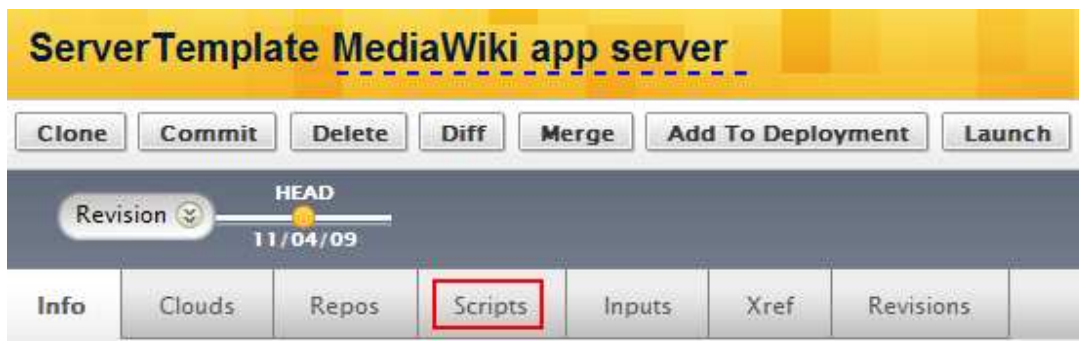 ServerTemplate MediaWiki app server
Clone Commit Delete Diff Merge Add To Deployment Launch
HEAD
Revision
11/04/09
Info Clouds Repos Scripts Inputs Xref Revisions